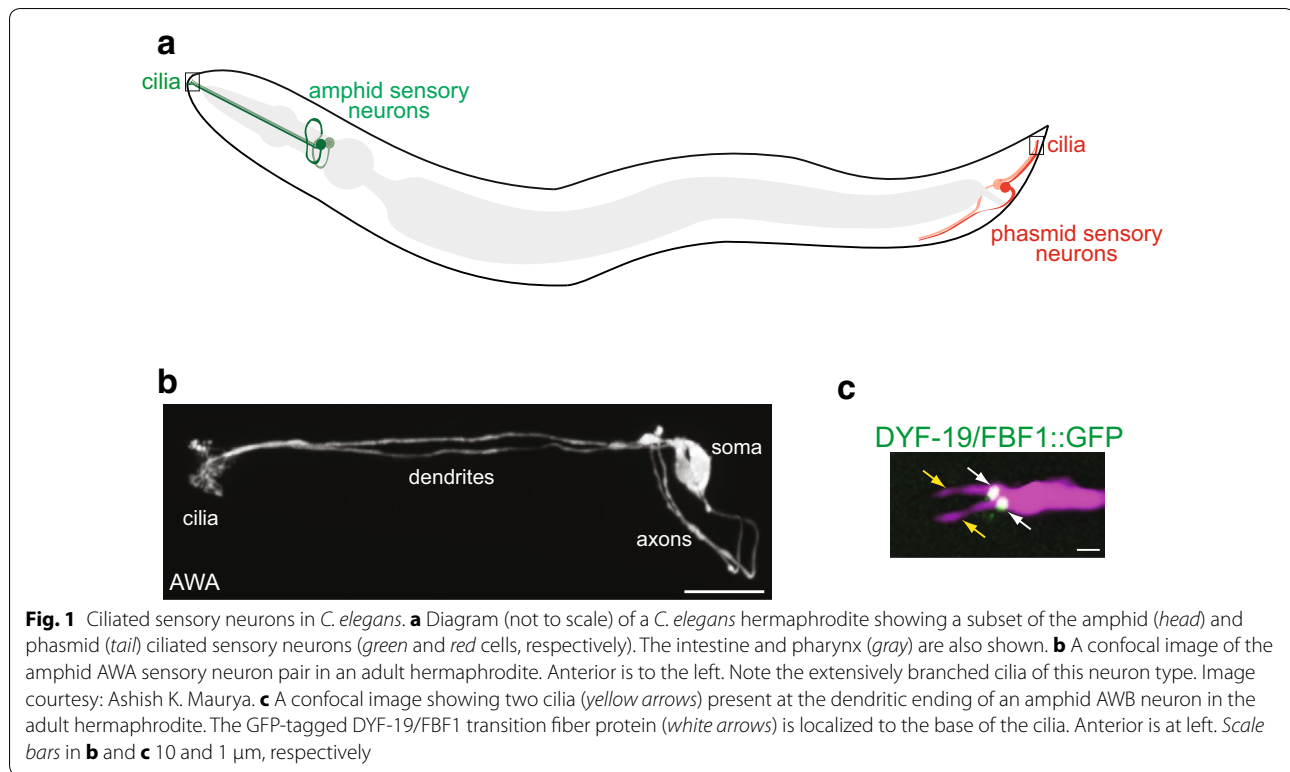 a
cilia
amphid sensory
neurons
cilia
phasmid sensory
neurons
b
soma
dendrites
cilia
axons
AWA
c
DYF-19/FBF1::GFP
Fig. 1 Ciliated sensory neurons in C. elegans. a Diagram (not to scale) of a C. elegans hermaphrodite showing a subset of the amphid (head) and
phasmid (tail) ciliated sensory neurons (green and red cells, respectively). The intestine and pharynx (gray) are also shown. b A confocal image of the
amphid AWA sensory neuron pair in an adult hermaphrodite. Anterior is to the left. Note the extensively branched cilia of this neuron type. Image
courtesy: Ashish K. Maurya. c A confocal image showing two cilia (yellow arrows) present at the dendritic ending of an amphid AWB neuron in the
adult hermaphrodite. The GFP-tagged DYF-19/FBF1 transition fiber protein (white arrows) is localized to the base of the cilia. Anterior is at left. Scale
bars in b and c 10 and 1 μm, respectively